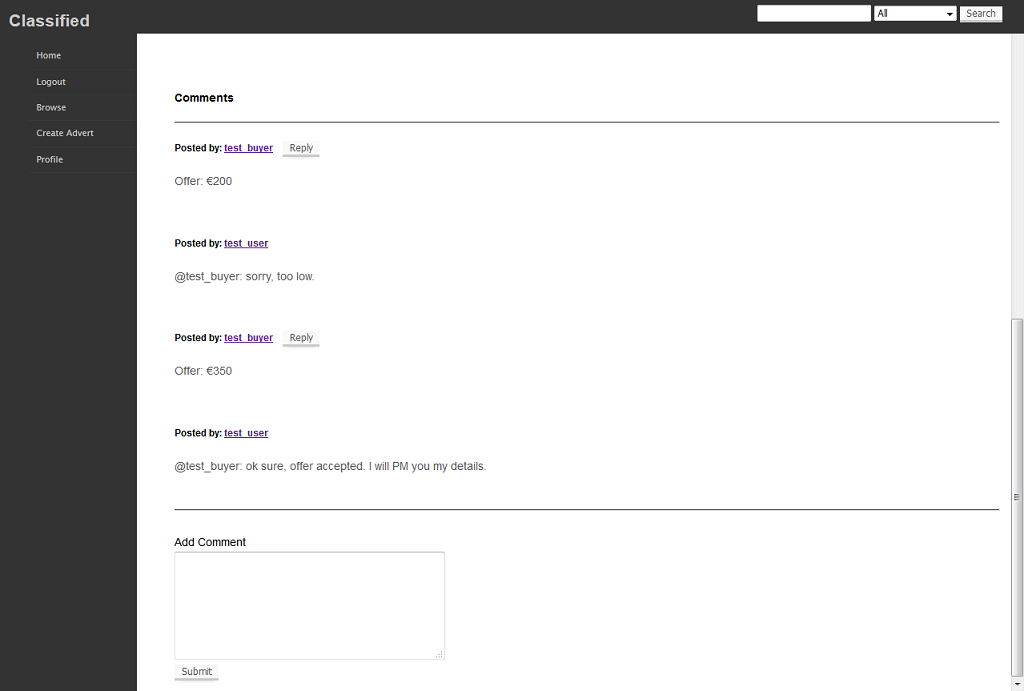 Classified
All
Search
Home
Logout
Browse
Create Advert
Profile
Comments
Posted by: test_buyer Reply
Offer: €200
Posted by: test_user
@test_buyer: sorry, too low.
Posted by: test_buyer Reply
Offer: €350
Posted by: test_user
@test_buyer: ok sure, offer accepted. I will PM you my details.
Add Comment
Submit